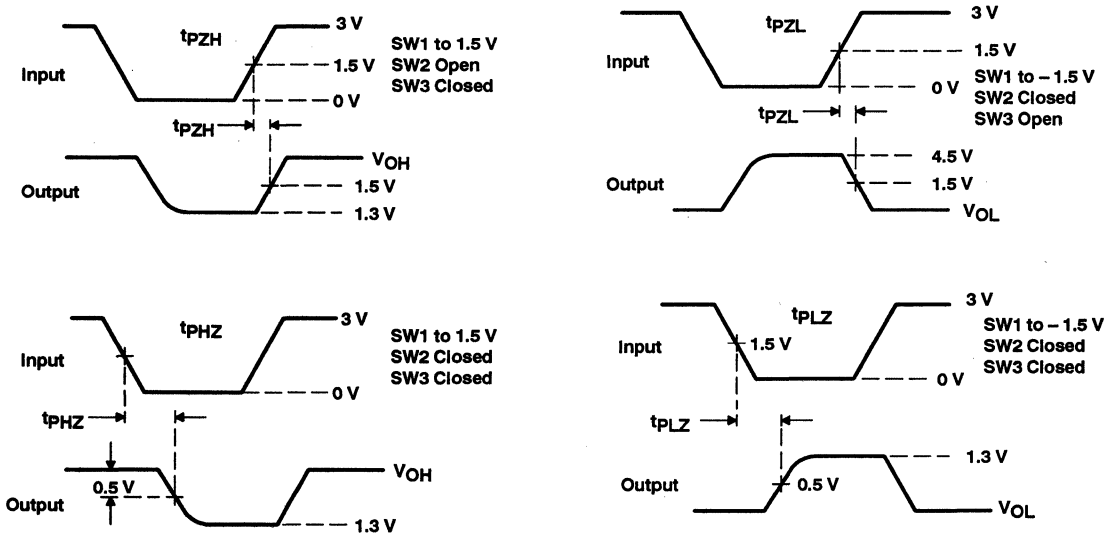 tPZH
3 V
SW1 to 1.5 V
Input
1.5 V
SW2 Open
SW3 Closed
0 V
tPZH
VOH
Output
1.5 V
1.3 V
tPZL
3 V
1.5 V
Input
SW1 to – 1.5 V
0 V
SW2 Closed
tPZL
SW3 Open
4.5 V
Output
1.5 V
VOL
tPHZ
3 V
SW1 to 1.5 V
Input
SW2 Closed
SW3 Closed
0 V
tPHZ
VOH
0.5 V
Output
1.3 V
tPLZ
3 V
SW1 to – 1.5 V
Input
1.5 V
SW2 Closed
SW3 Closed
0 V
tPLZ
1.3 V
Output
0.5 V
VOL